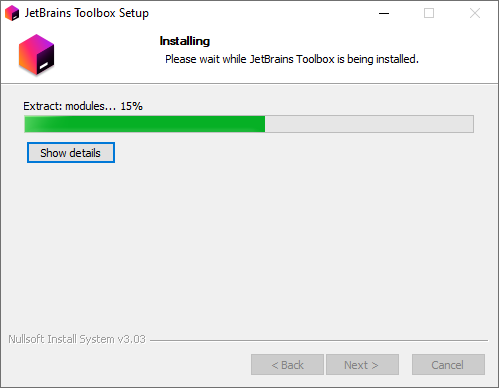 JetBrains Toolbox Setup
Installing
Please wait while JetBrains Toolbox is being installed.
Extract: modules... 15%
Show details
Nullsoft Install System v3.03
< Back
Next >
Cancel